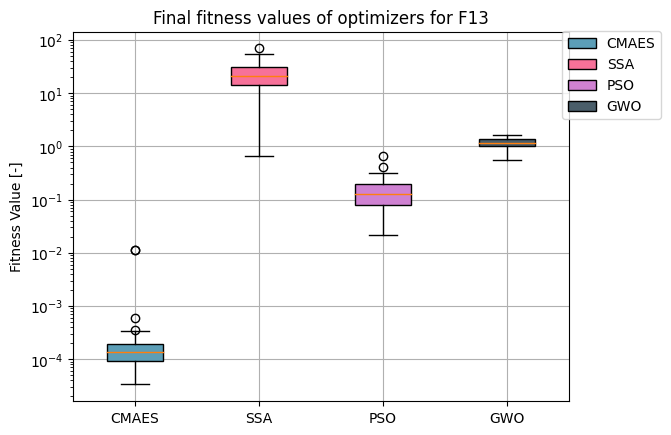 Final fitness values of optimizers for F13
CMAES
SSA
PSO
GWO
Fitness Value [-]
10²
10¹
10⁰
10⁻¹
10⁻²
10⁻³
10⁻⁴
CMAES SSA PSO GWO